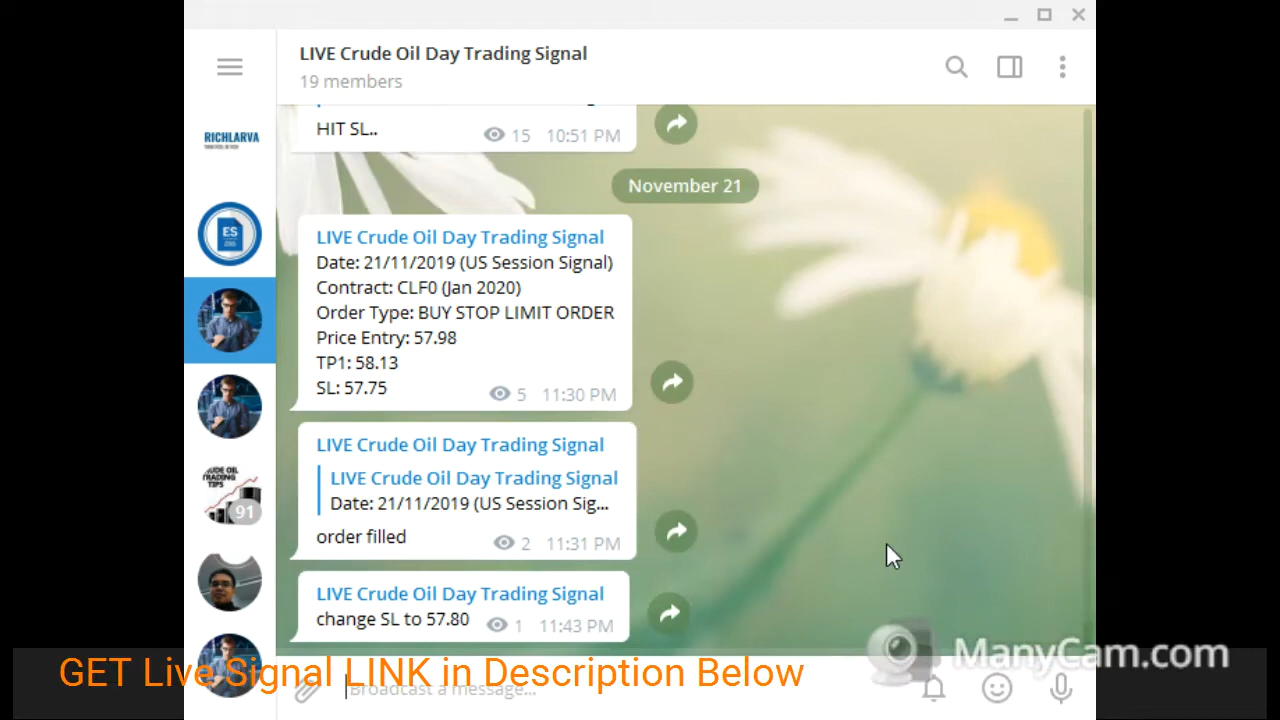 LIVE Crude Oil Day Trading Signal
19 members
RICHLARVA
HIT SL..
15 10:51 PM
November 21
ES
LIVE Crude Oil Day Trading Signal
Date: 21/11/2019 (US Session Signal)
Contract: CLF0 (Jan 2020)
Order Type: BUY STOP LIMIT ORDER
Price Entry: 57.98
TP1: 58.13
SL: 57.75
5 11:30 PM
LIVE Crude Oil Day Trading Signal
LIVE Crude Oil Day Trading Signal
Date: 21/11/2019 (US Session Sig...
order filled
2 11:31 PM
TRADING
TIPS
91
LIVE Crude Oil Day Trading Signal
change SL to 57.80
1 11:43 PM
ManyCam.com
GET Live Signal LINK in Description Below
Broadcast a message...